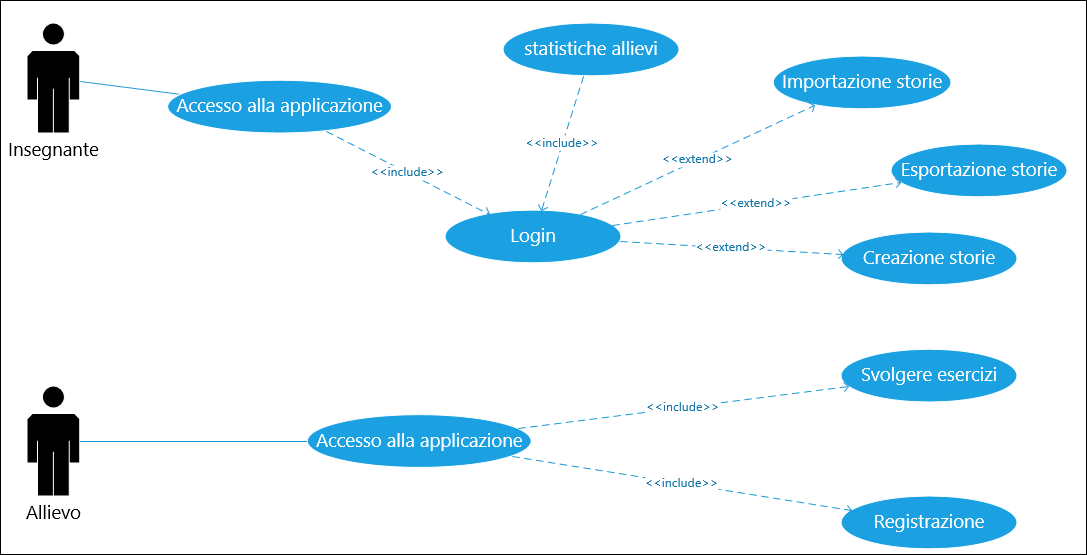 statistiche allievi
Importazione storie
Accesso alla applicazione
Insegnante
<<include>>
<<include>>
<<extend>>
Esportazione storie
<<extend>>
Login
<<extend>>
Creazione storie
Svolgere esercizi
<<include>>
Accesso alla applicazione
<<include>>
Allievo
Registrazione